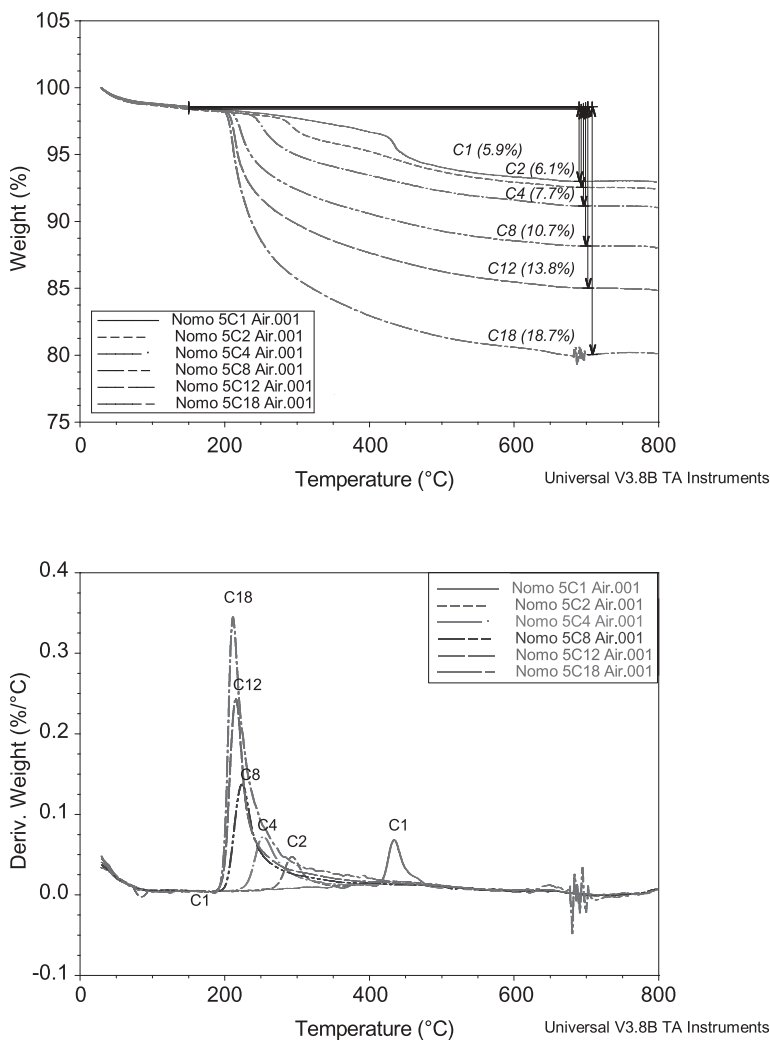 105
100
95
90
85
80
75
Weight (%)
C1 (5.9%)
C2 (6.1%)
C4 (7.7%)
C8 (10.7%)
C12 (13.8%)
C18 (18.7%)
Nomo 5C1 Air.001
Nomo 5C2 Air.001
Nomo 5C4 Air.001
Nomo 5C8 Air.001
Nomo 5C12 Air.001
Nomo 5C18 Air.001
0 200 400 600 800
Temperature (°C)
Universal V3.8B TA Instruments
0.4
0.3
0.2
0.1
0.0
-0.1
Deriv. Weight (%/°C)
Nomo 5C1 Air.001
Nomo 5C2 Air.001
Nomo 5C4 Air.001
Nomo 5C8 Air.001
Nomo 5C12 Air.001
Nomo 5C18 Air.001
C18
C12
C8
C4
C2
C1
C1
0 200 400 600 800
Temperature (°C)
Universal V3.8B TA Instruments